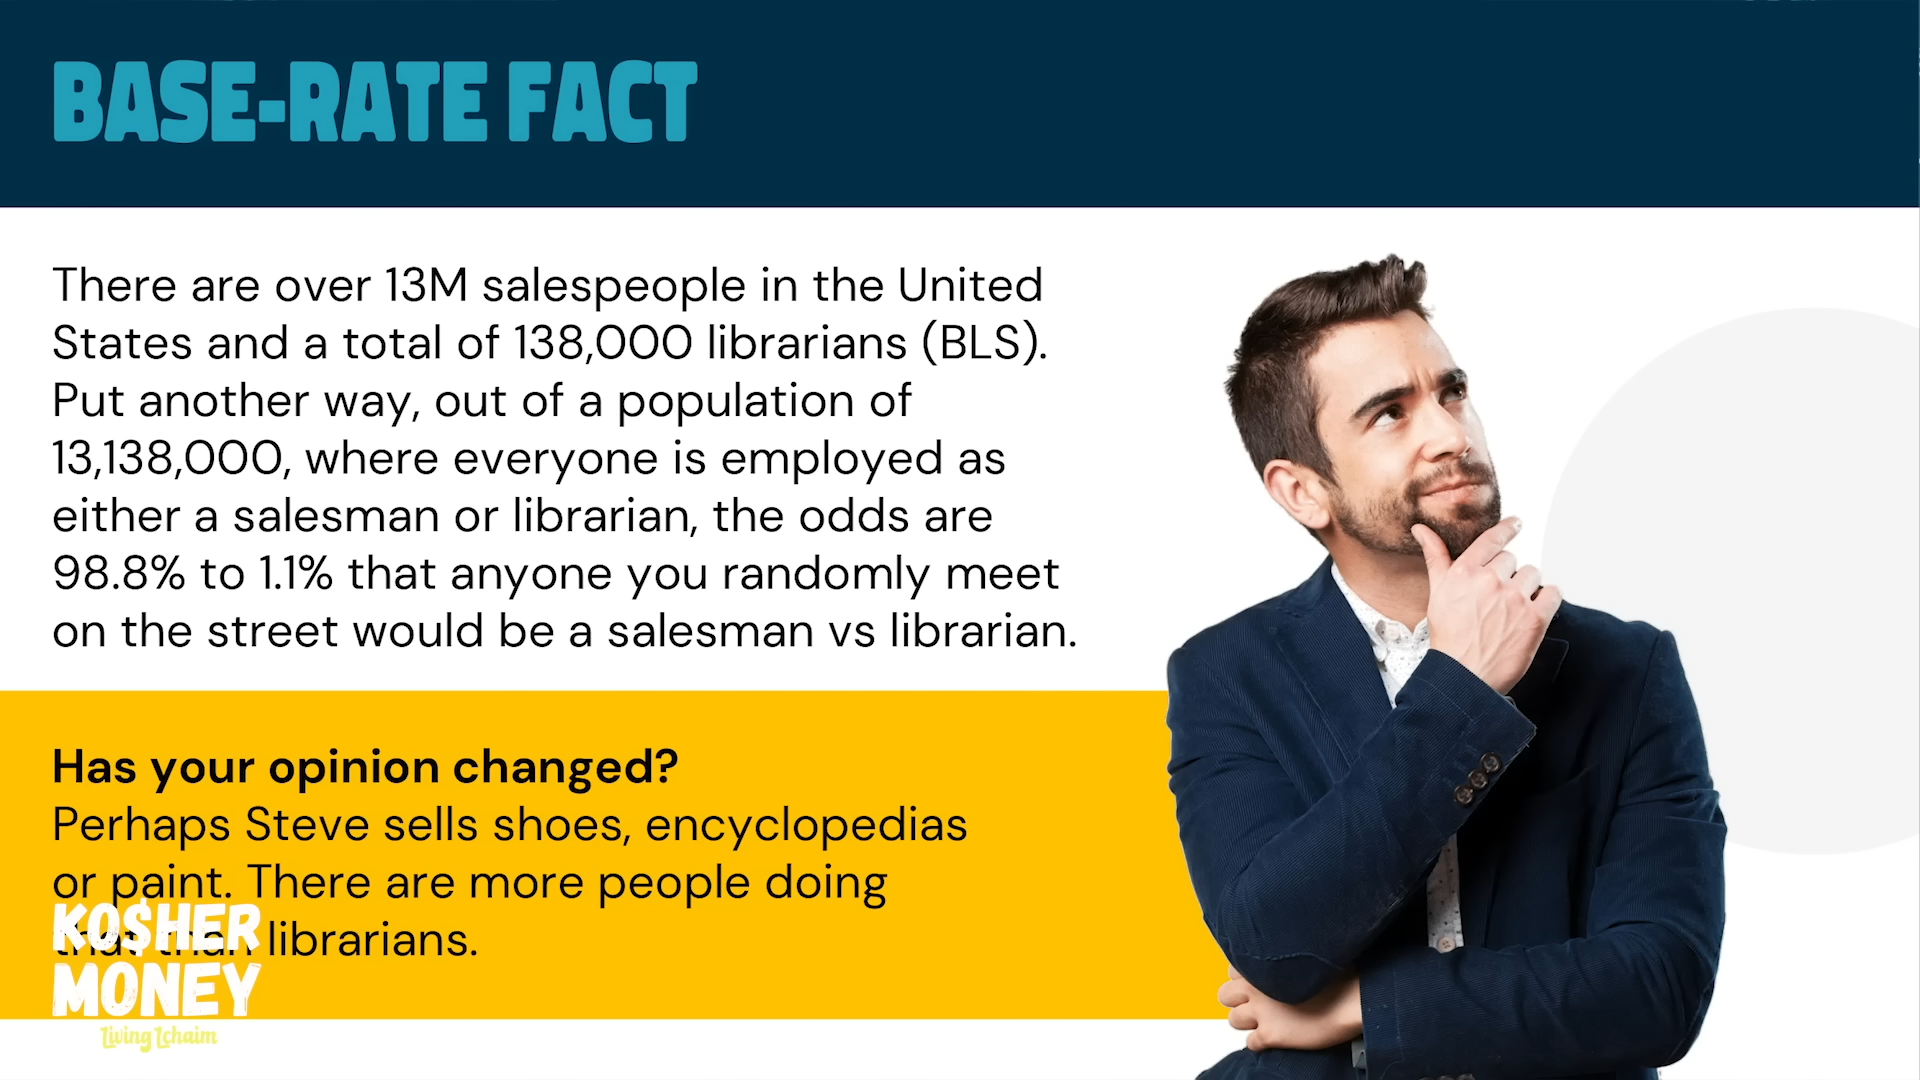 BASE-RATE FACT
There are over 13M salespeople in the United
States and a total of 138,000 librarians (BLS).
Put another way, out of a population of
13,138,000, where everyone is employed as
either a salesman or librarian, the odds are
98.8% to 1.1% that anyone you randomly meet
on the street would be a salesman vs librarian.
Has your opinion changed?
Perhaps Steve sells shoes, encyclopedias
or paint. There are more people doing
that than librarians.
KO$HER
MONEY
Living Lchaim